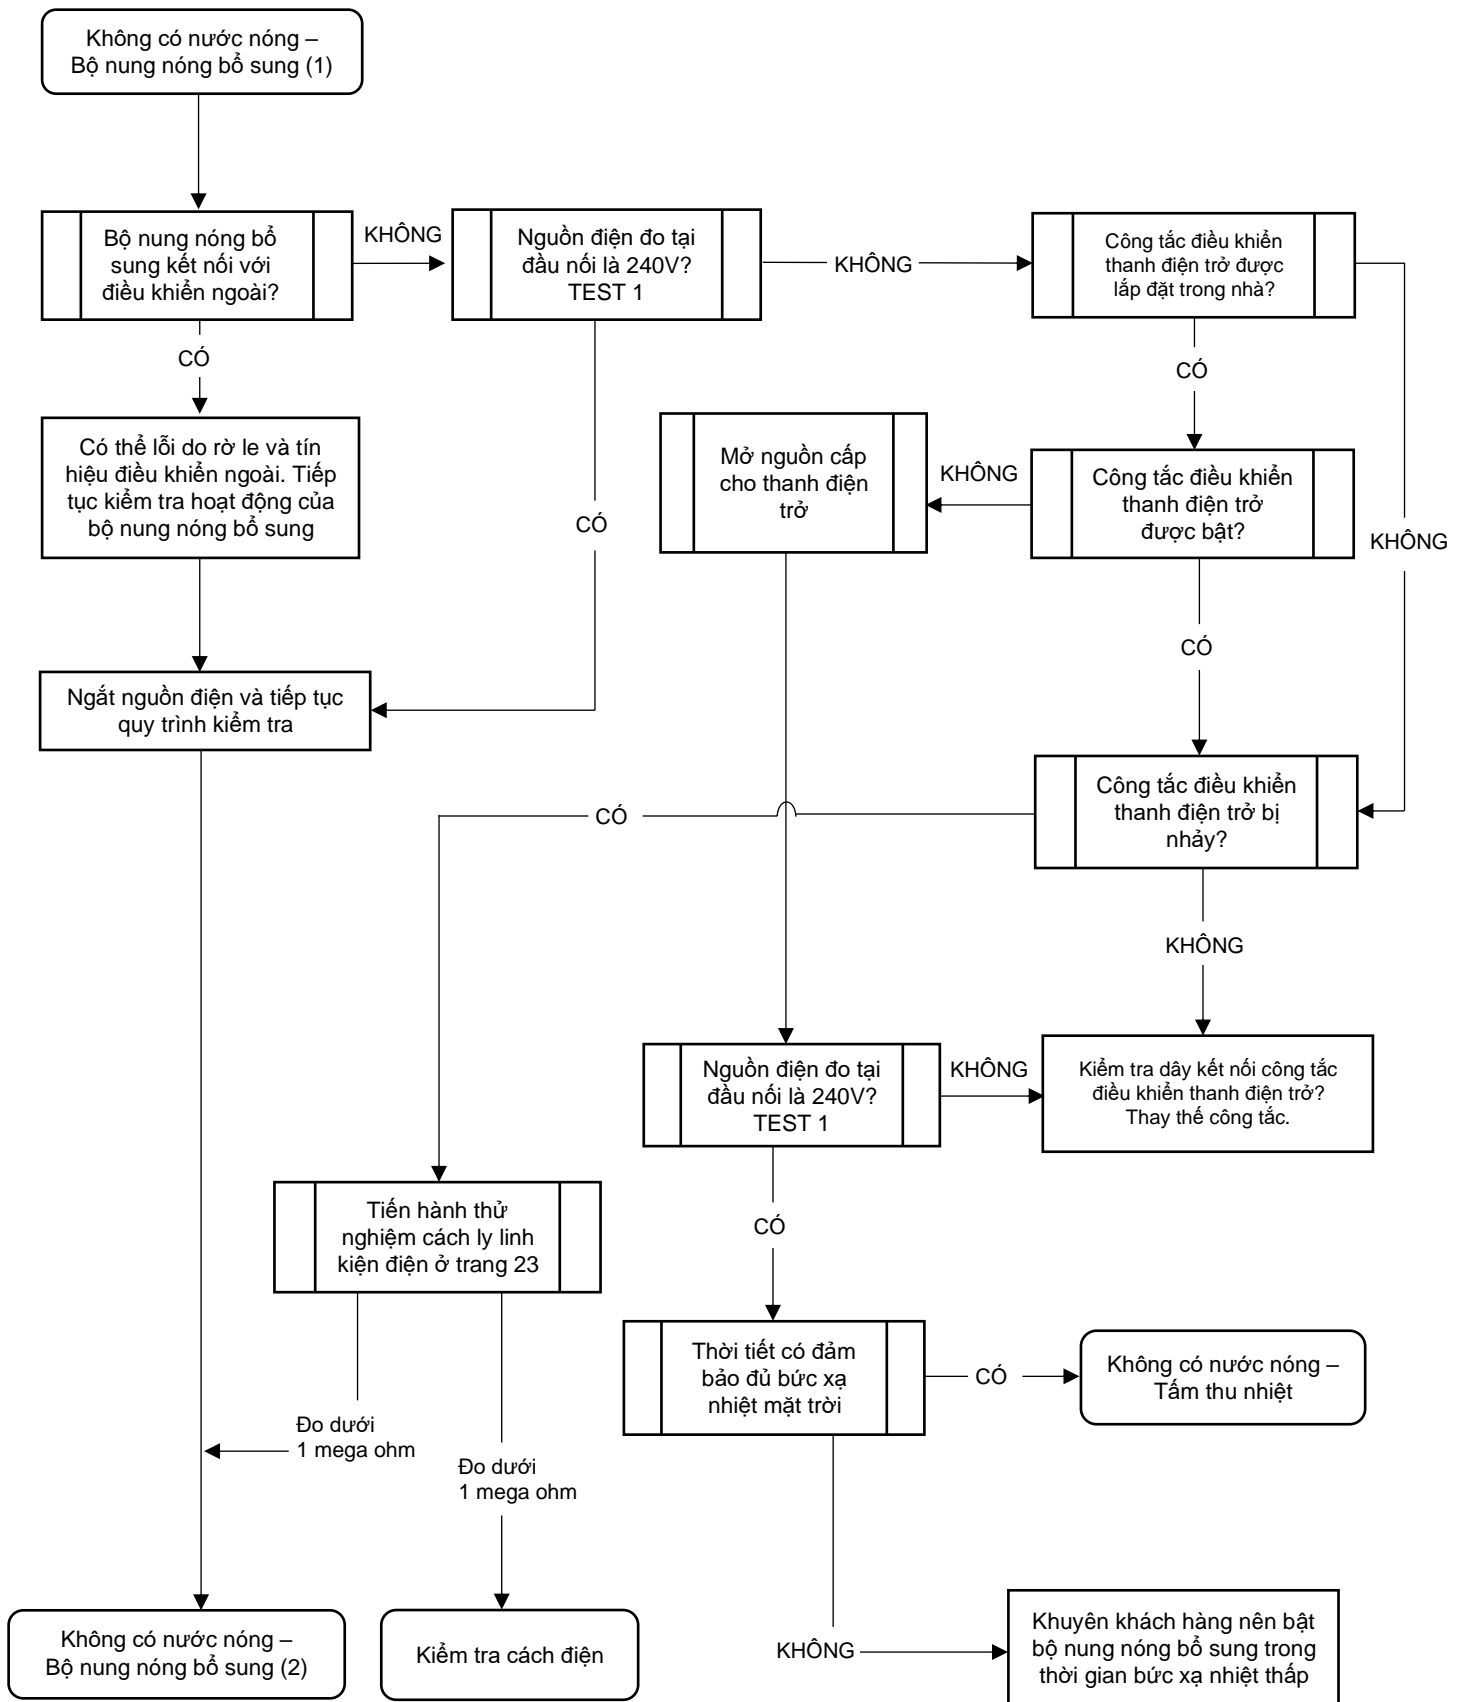 Không có nước nóng –
Bộ nung nóng bổ sung (1)
Bộ nung nóng bổ
sung kết nối với
điều khiển ngoài?
KHÔNG
Nguồn điện đo tại
đầu nối là 240V?
TEST 1
KHÔNG
Công tắc điều khiển
thanh điện trở được
lắp đặt trong nhà?
CÓ
CÓ
Có thể lỗi do rờ le và tín
hiệu điều khiển ngoài. Tiếp
tục kiểm tra hoạt động của
bộ nung nóng bổ sung
CÓ
Mở nguồn cấp
cho thanh điện
trở
KHÔNG
Công tắc điều khiển
thanh điện trở
được bật?
KHÔNG
CÓ
Ngắt nguồn điện và tiếp tục
quy trình kiểm tra
Công tắc điều khiển
thanh điện trở bị
nhảy?
CÓ
KHÔNG
Nguồn điện đo tại
đầu nối là 240V?
TEST 1
KHÔNG
Kiểm tra dây kết nối công tắc
điều khiển thanh điện trở?
Thay thế công tắc.
Tiến hành thử
nghiệm cách ly linh
kiện điện ở trang 23
CÓ
Thời tiết có đảm
bảo đủ bức xạ
nhiệt mặt trời
CÓ
Không có nước nóng –
Tấm thu nhiệt
Đo dưới
1 mega ohm
Đo dưới
1 mega ohm
Không có nước nóng –
Bộ nung nóng bổ sung (2)
Kiểm tra cách điện
KHÔNG
Khuyên khách hàng nên bật
bộ nung nóng bổ sung trong
thời gian bức xạ nhiệt thấp